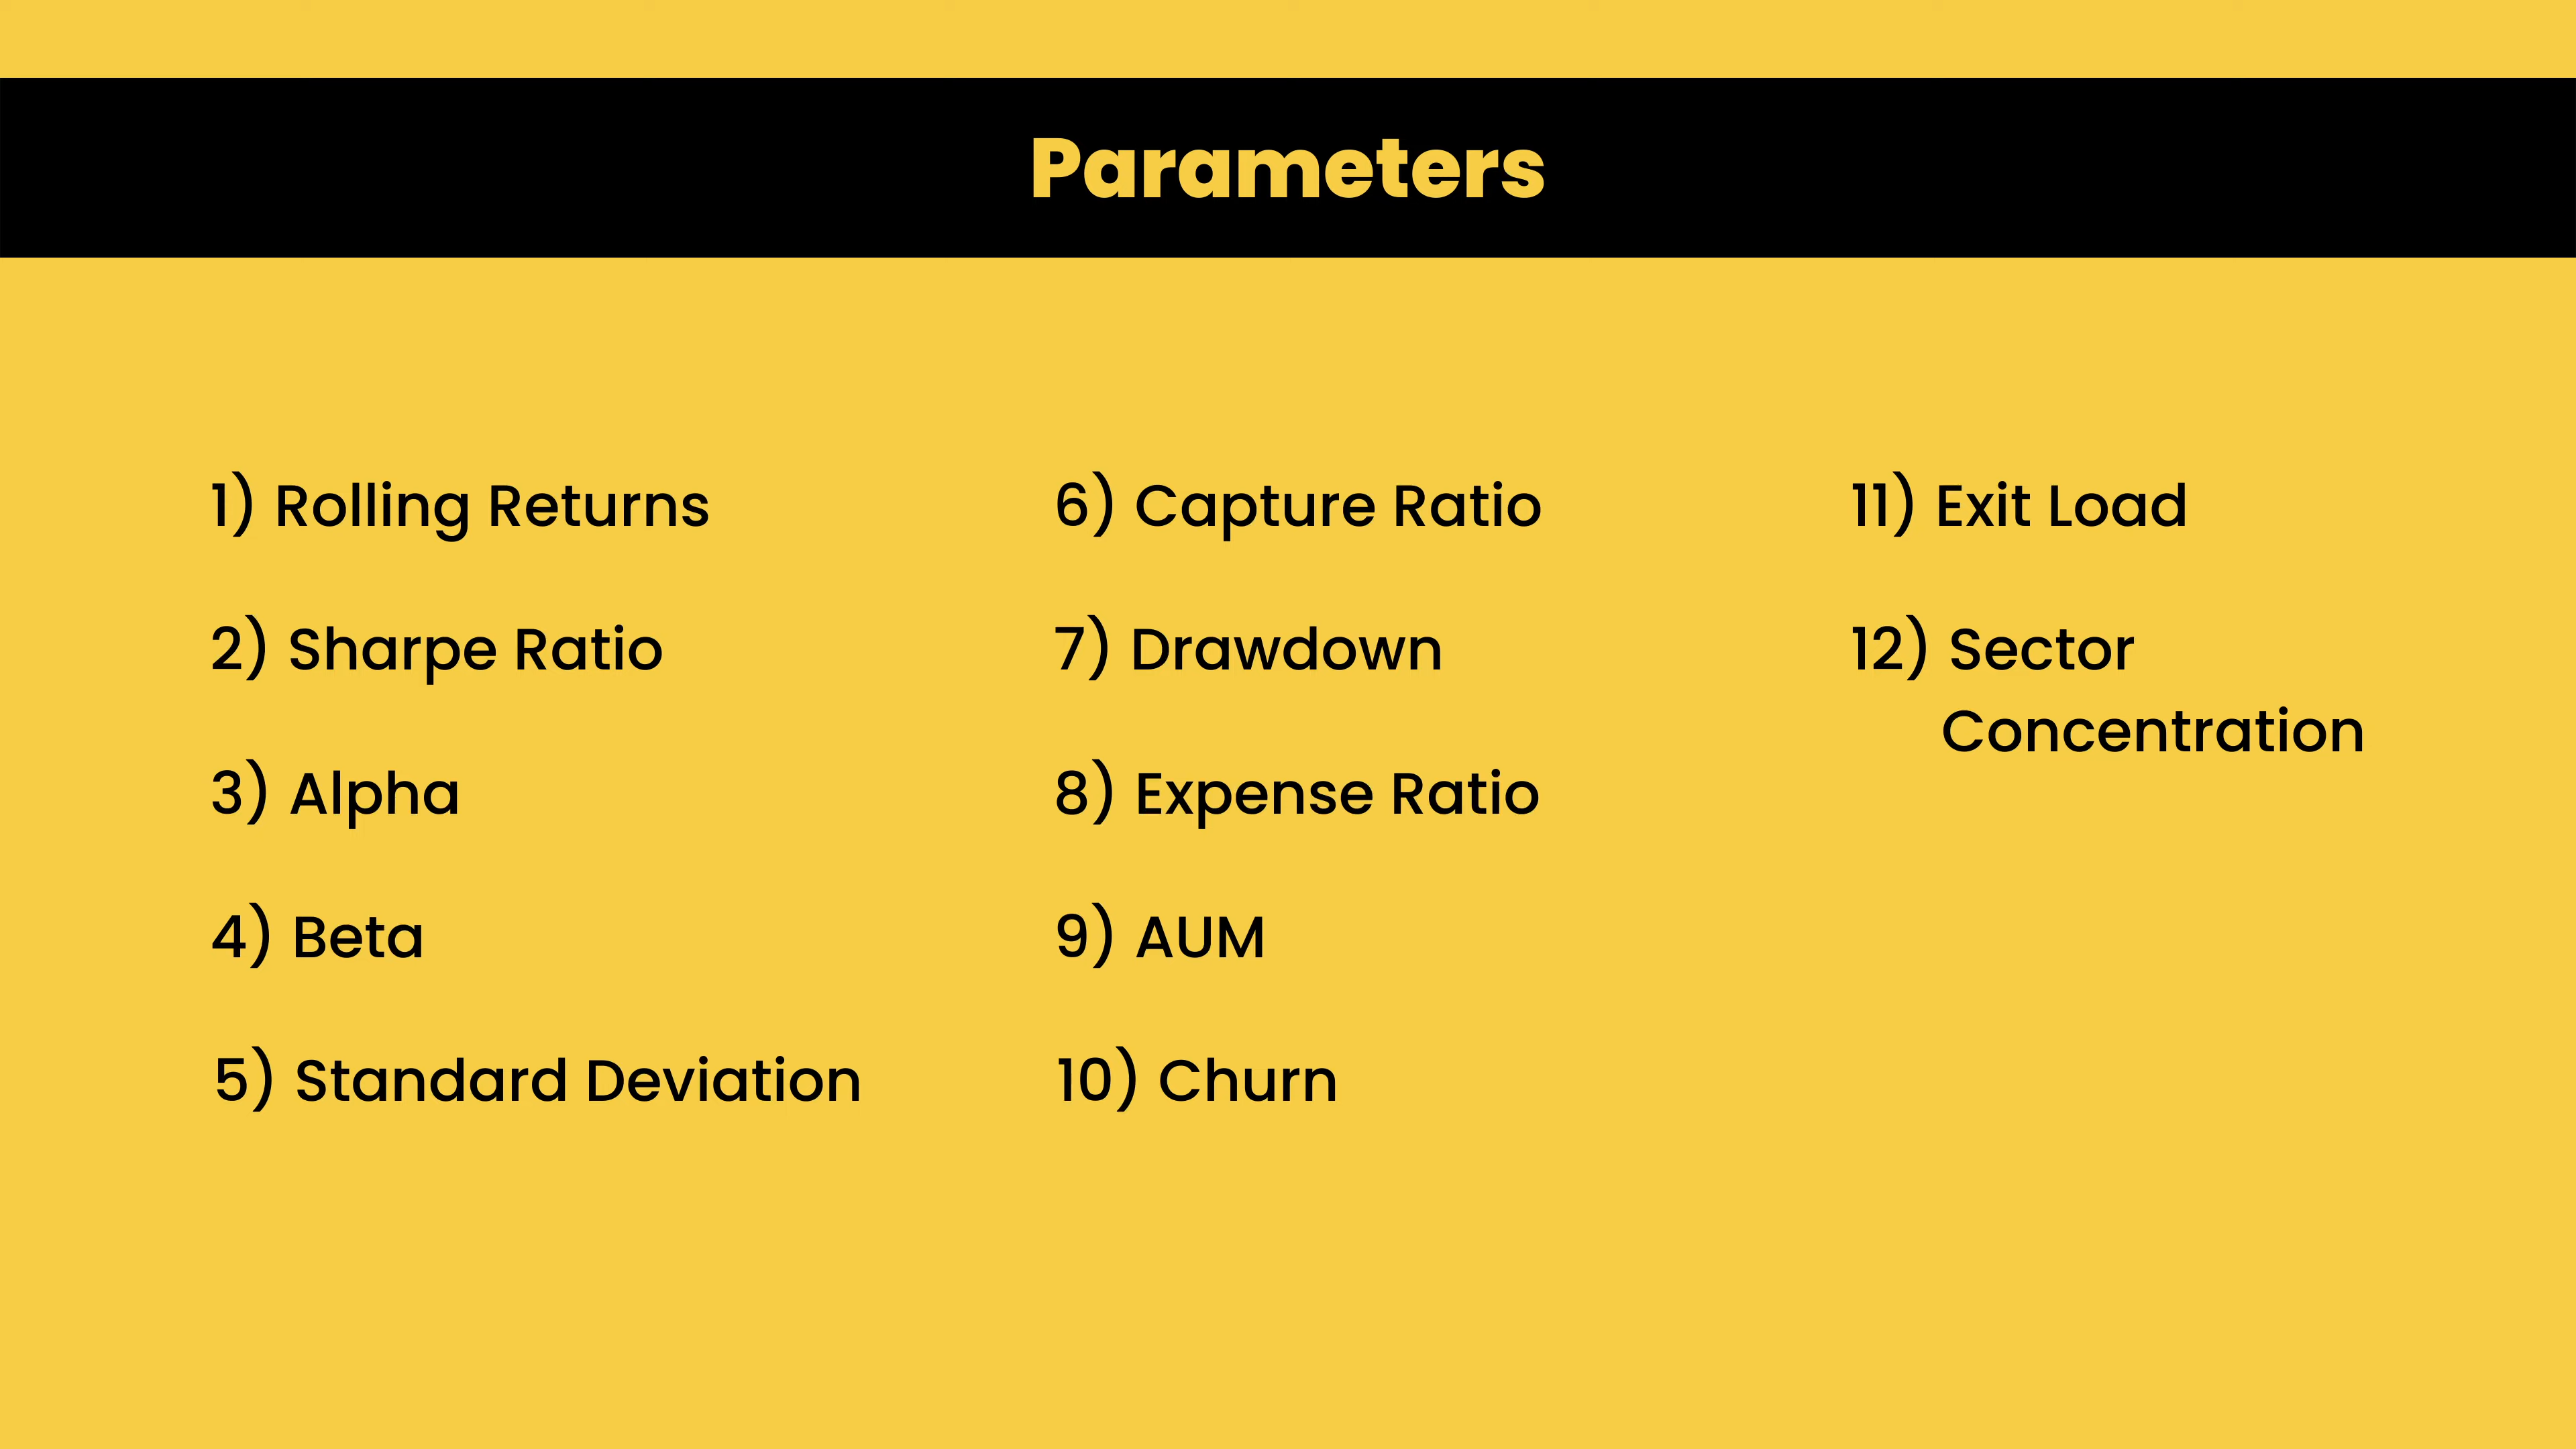 Parameters
1) Rolling Returns
2) Sharpe Ratio
3) Alpha
4) Beta
5) Standard Deviation
6) Capture Ratio
7) Drawdown
8) Expense Ratio
9) AUM
10) Churn
11) Exit Load
12) Sector
Concentration